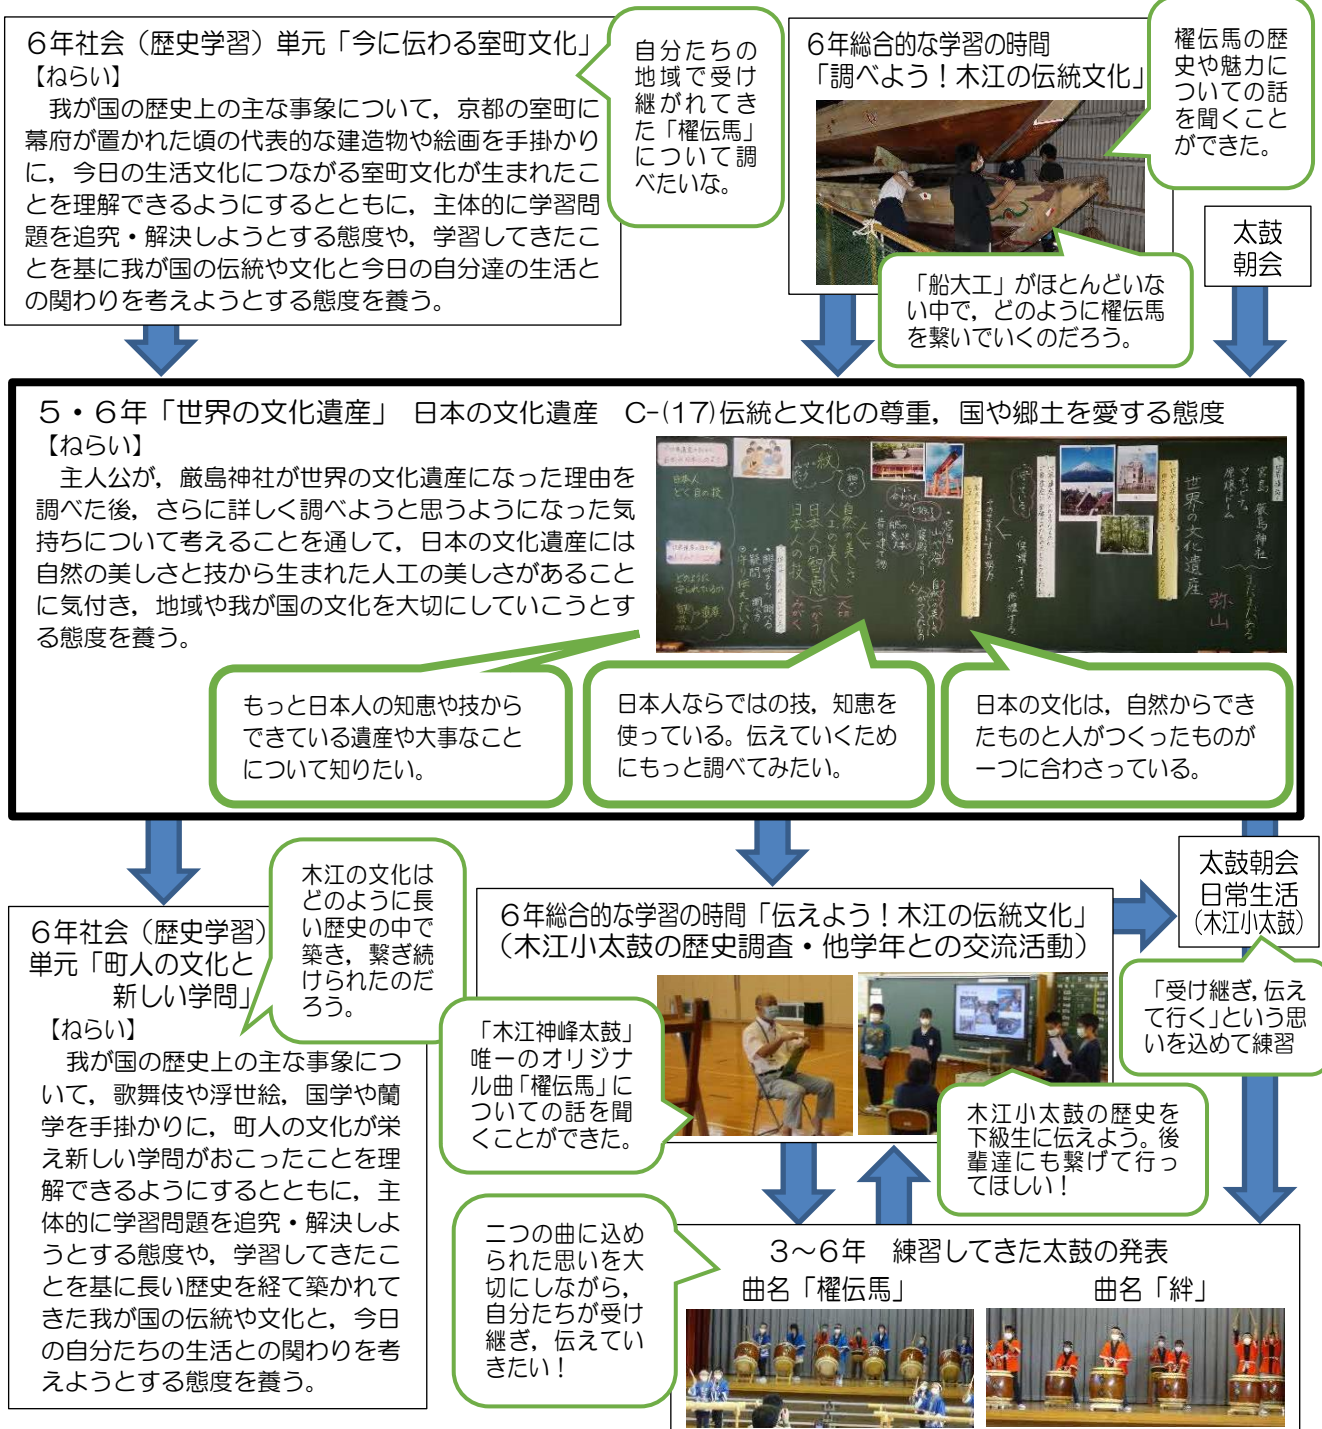 6年社会（歴史学習）単元「今に伝わる室町文化」
【ねらい】
我が国の歴史上の主な事象について，京都の室町に
幕府が置かれた頃の代表的な建造物や絵画を手掛かり
に，今日の生活文化につながる室町文化が生まれたこ
とを理解できるようにするとともに，主体的に学習問
題を追究・解決しようとする態度や，学習してきたこ
とを基に我が国の伝統や文化と今日の自分達の生活と
の関わりを考えようとする態度を養う。
自分たちの
地域で受け
継がれてき
た「櫂伝馬」
について調
べたいな。
6年総合的な学習の時間
「調べよう！木江の伝統文化」
櫂伝馬の歴
史や魅力に
ついての話
を聞くこと
ができた。
「船大工」がほとんどいな
い中で，どのように櫂伝馬
を繋いでいくのだろう。
太鼓
朝会
5・6年「世界の文化遺産」　日本の文化遺産　C-(17)伝統と文化の尊重，国や郷土を愛する態度
【ねらい】
主人公が，厳島神社が世界の文化遺産になった理由を
調べた後，さらに詳しく調べようと思うようになった気
持ちについて考えることを通して，日本の文化遺産には
自然の美しさと技から生まれた人工の美しさがあること
に気付き，地域や我が国の文化を大切にしていこうとす
る態度を養う。
世界の文化遺産
弥山
宮島　厳島神社
原爆ドーム
自然の美しさ
人工の美しさ
日本人の智恵
日本人の技
もっと日本人の知恵や技から
できている遺産や大事なこと
について知りたい。
日本人ならではの技，知恵を
使っている。伝えていくため
にもっと調べてみたい。
日本の文化は，自然からでき
たものと人がつくったものが
一つに合わさっている。
6年社会（歴史学習）
単元「町人の文化と
新しい学問」
【ねらい】
我が国の歴史上の主な事象につ
いて，歌舞伎や浮世絵，国学や蘭
学を手掛かりに，町人の文化が栄
え新しい学問がおこったことを理
解できるようにするとともに，主
体的に学習問題を追究・解決しよ
うとする態度や，学習してきたこ
とを基に長い歴史を経て築かれて
きた我が国の伝統や文化と，今日
の自分たちの生活との関わりを考
えようとする態度を養う。
木江の文化は
どのように長
い歴史の中で
築き，繋ぎ続
けられたのだ
ろう。
6年総合的な学習の時間「伝えよう！木江の伝統文化」
（木江小太鼓の歴史調査・他学年との交流活動）
「木江神峰太鼓」
唯一のオリジナ
ル曲「櫂伝馬」に
ついての話を聞
くことができた。
木江小太鼓の歴史を
下級生に伝えよう。後
輩達にも繋げて行っ
てほしい！
太鼓朝会
日常生活
（木江小太鼓）
「受け継ぎ，伝え
て行く」という思
いを込めて練習
二つの曲に込め
られた思いを大
切にしながら，
自分たちが受け
継ぎ，伝えてい
きたい！
3～6年　練習してきた太鼓の発表
曲名「櫂伝馬」　曲名「絆」